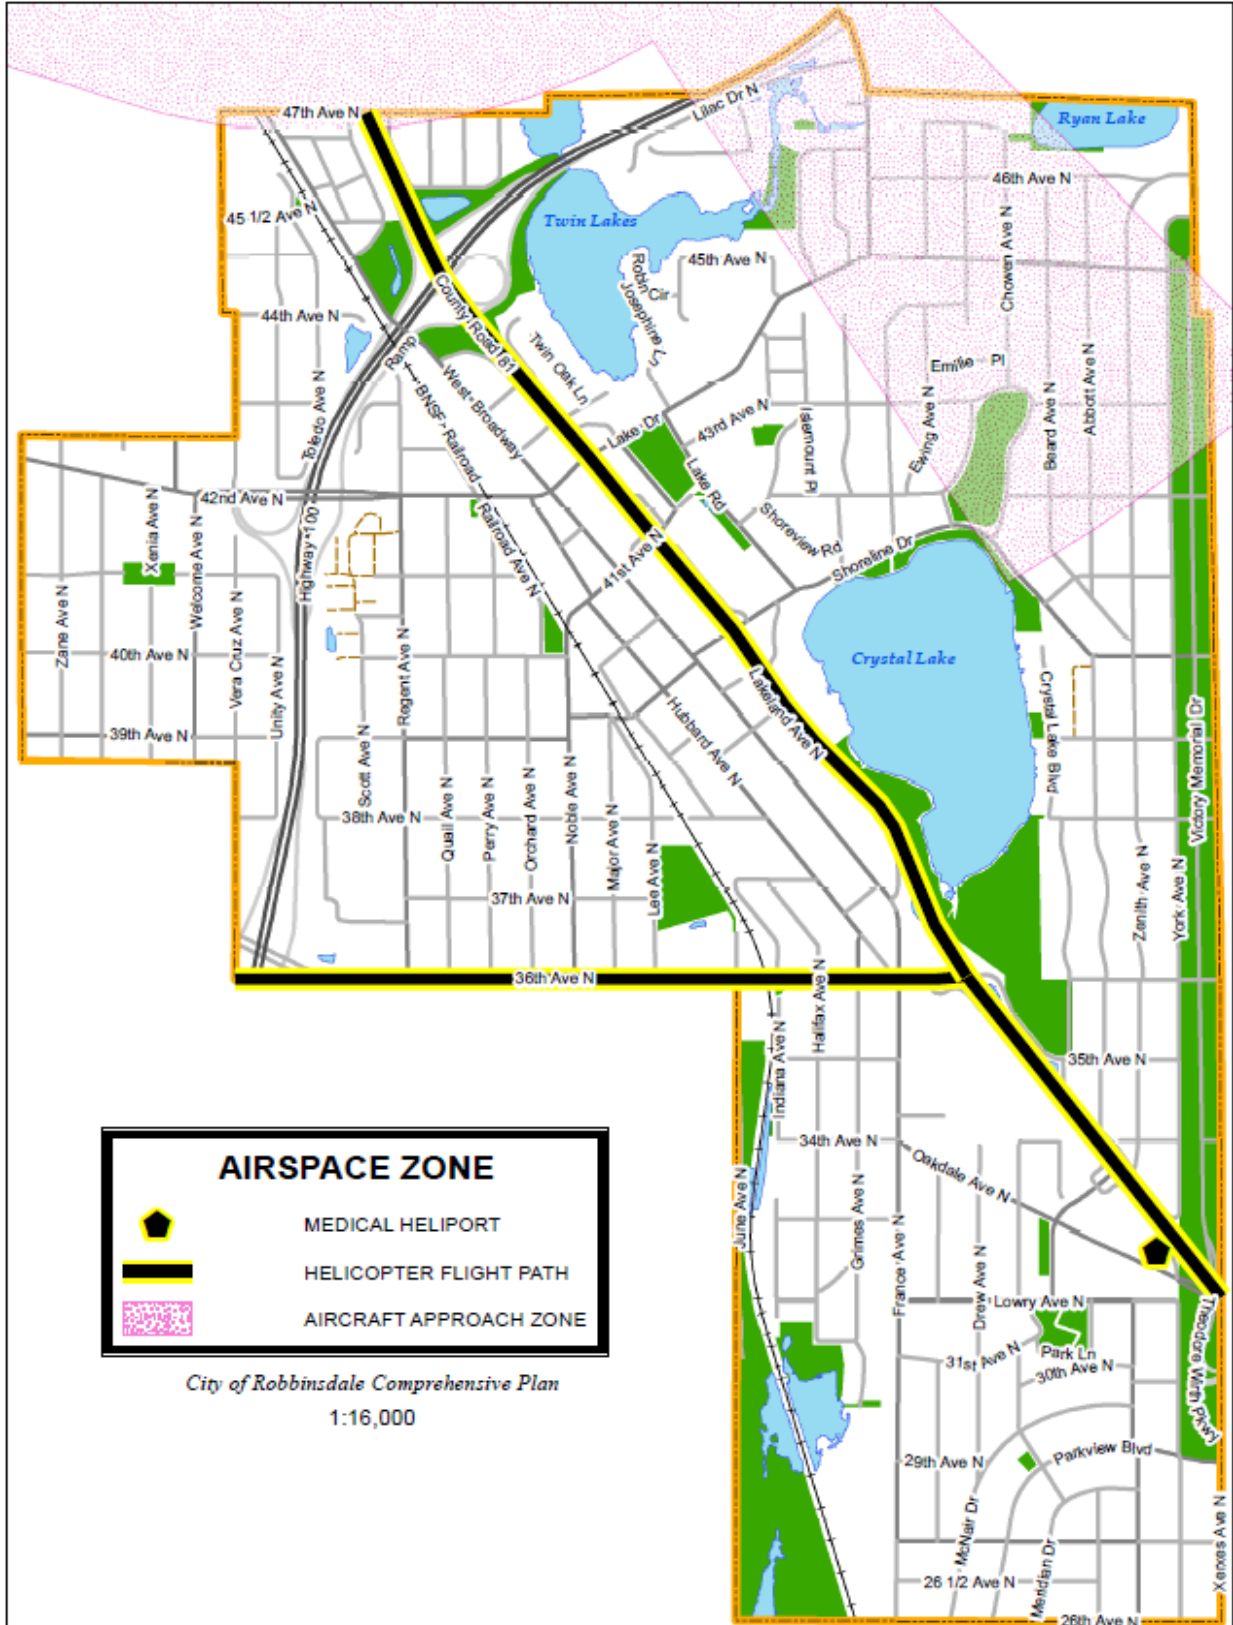 47th Ave N
Lilac Dr N
Ryan Lake
46th Ave N
45 1/2 Ave N
Twin Lakes
Chowen Ave N
45th Ave N
Robin Cir
Josephine Ln
County Road 81
44th Ave N
Ramp
Twin Oak Ln
Emilie Pl
West Broadway
BNSF Railroad
Toledo Ave N
Lake Dr
43rd Ave N
Islemount Pl
Ewing Ave N
Beard Ave N
Abbott Ave N
42nd Ave N
Lake Rd
Shoreview Rd
Highway 100
Railroad Ave N
41st Ave N
Shoreline Dr
Xenia Ave N
Welcome Ave N
Zane Ave N
Vera Cruz Ave N
40th Ave N
Unity Ave N
Regent Ave N
Crystal Lake
Lakeland Ave N
Crystal Lake Blvd
Victory Memorial Dr
39th Ave N
Scott Ave N
Hubbard Ave N
38th Ave N
Quail Ave N
Perry Ave N
Orchard Ave N
Noble Ave N
Major Ave N
Lee Ave N
37th Ave N
Zenith Ave N
York Ave N
36th Ave N
Halifax Ave N
Indiana Ave N
35th Ave N
34th Ave N
Oakdale Ave N
June Ave N
Grimes Ave N
France Ave N
Drew Ave N
Lowry Ave N
Theodore Wirth Pkwy
31st Ave N
Park Ln
30th Ave N
29th Ave N
Parkview Blvd
McNair Dr
Meridian Dr
26 1/2 Ave N
26th Ave N
Xerxes Ave N
AIRSPACE ZONE
MEDICAL HELIPORT
HELICOPTER FLIGHT PATH
AIRCRAFT APPROACH ZONE
City of Robbinsdale Comprehensive Plan
1:16,000